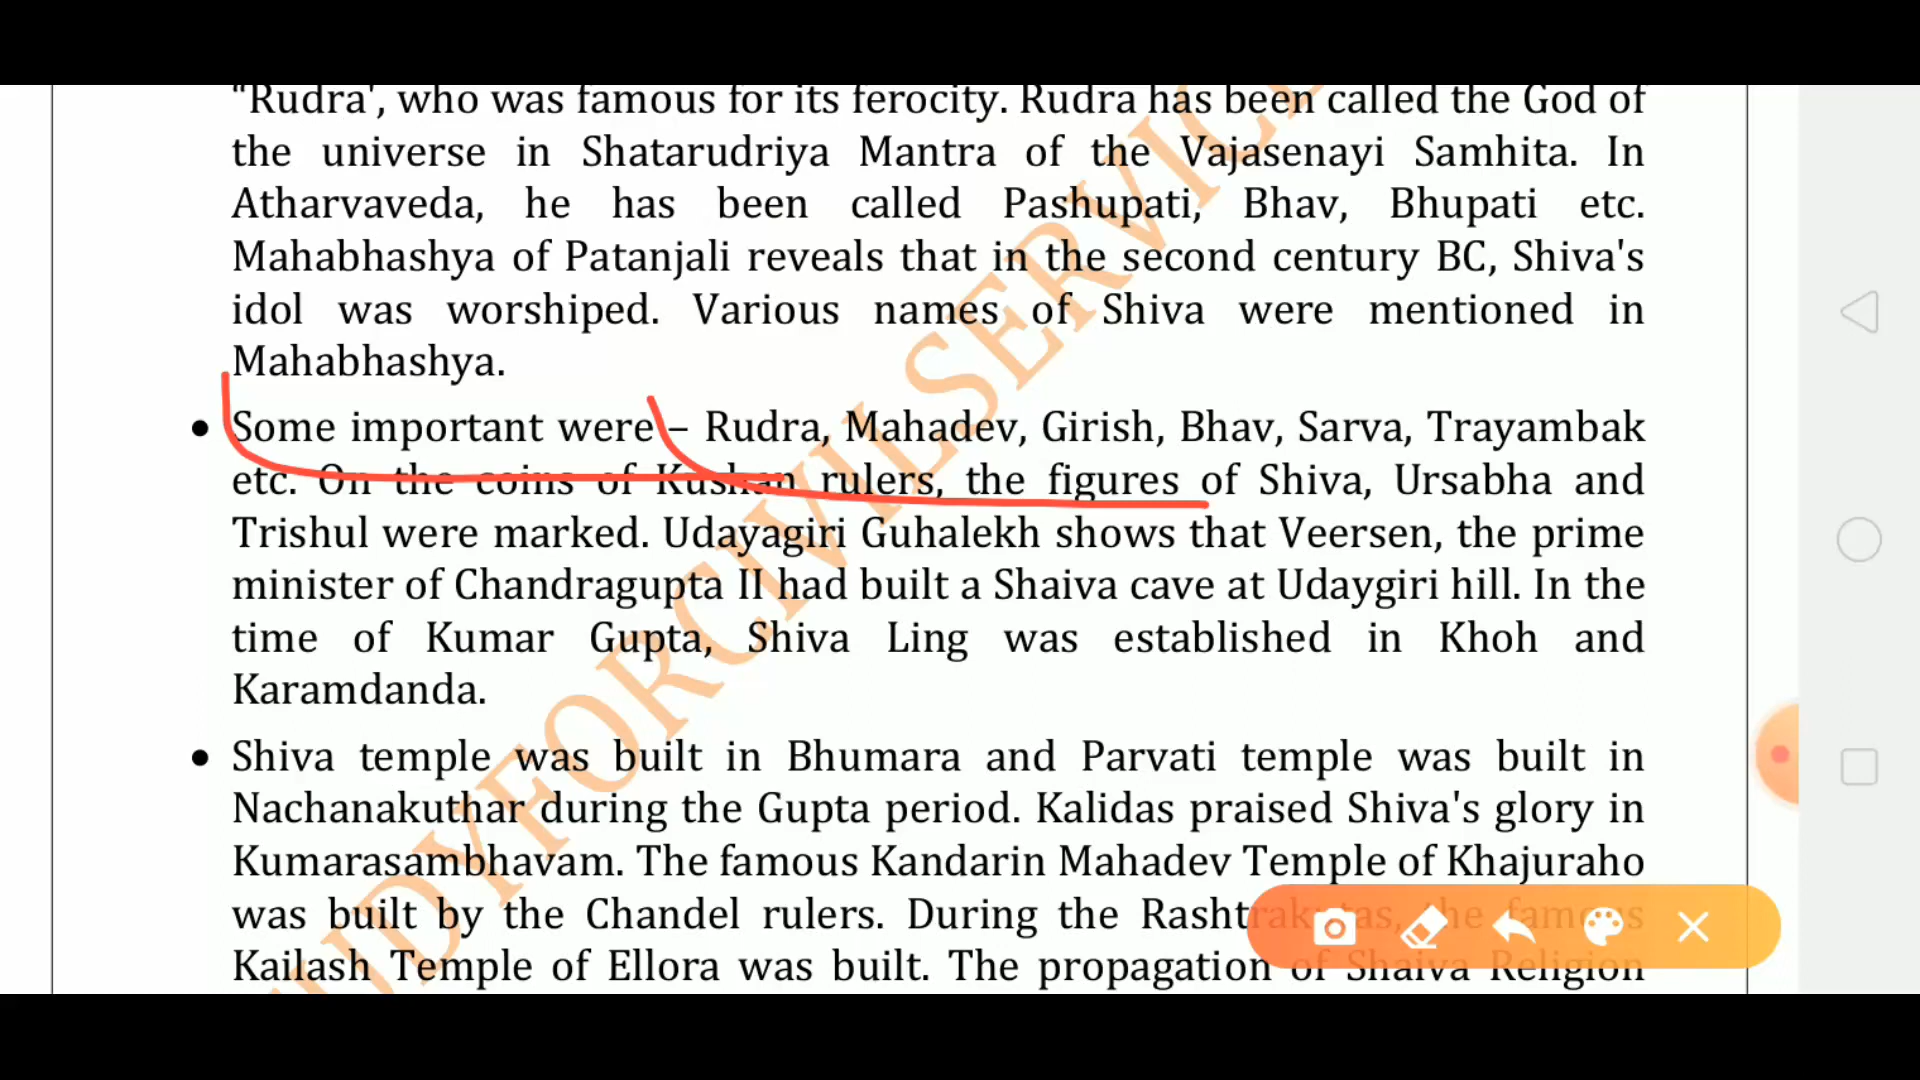 “Rudra', who was famous for its ferocity. Rudra has been called the God of
the universe in Shatarudriya Mantra of the Vajasenayi Samhita. In
Atharvaveda, he has been called Pashupati, Bhav, Bhupati etc.
Mahabhashya of Patanjali reveals that in the second century BC, Shiva's
idol was worshiped. Various names of Shiva were mentioned in
Mahabhashya.
• Some important were – Rudra, Mahadev, Girish, Bhav, Sarva, Trayambak
etc. On the coins of Kushan rulers, the figures of Shiva, Ursabha and
Trishul were marked. Udayagiri Guhalekh shows that Veersen, the prime
minister of Chandragupta II had built a Shaiva cave at Udaygiri hill. In the
time of Kumar Gupta, Shiva Ling was established in Khoh and
Karamdanda.
• Shiva temple was built in Bhumara and Parvati temple was built in
Nachanakuthar during the Gupta period. Kalidas praised Shiva's glory in
Kumarasambhavam. The famous Kandarin Mahadev Temple of Khajuraho
was built by the Chandel rulers. During the Rashtrakutas, the famous
Kailash Temple of Ellora was built. The propagation of Shaiva Religion
UDYFORCIVILSERVIC